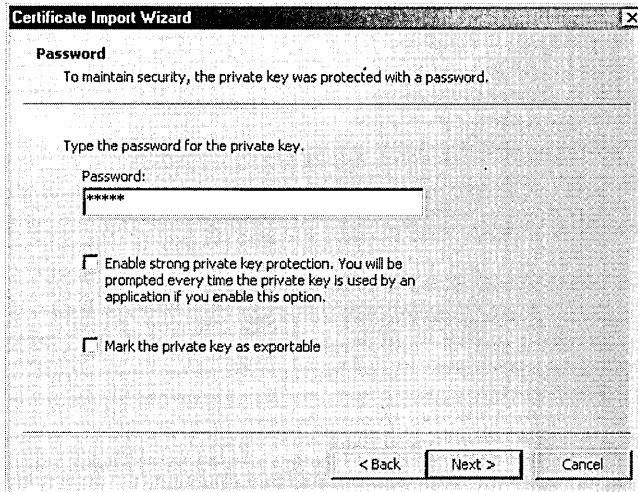 Certificate Import Wizard
Password
To maintain security, the private key was protected with a password.
Type the password for the private key.
Password:
*****
Enable strong private key protection. You will
be prompted every time the private key is used by an
application if you enable this option.
Mark the private key as exportable
< Back
Next >
Cancel